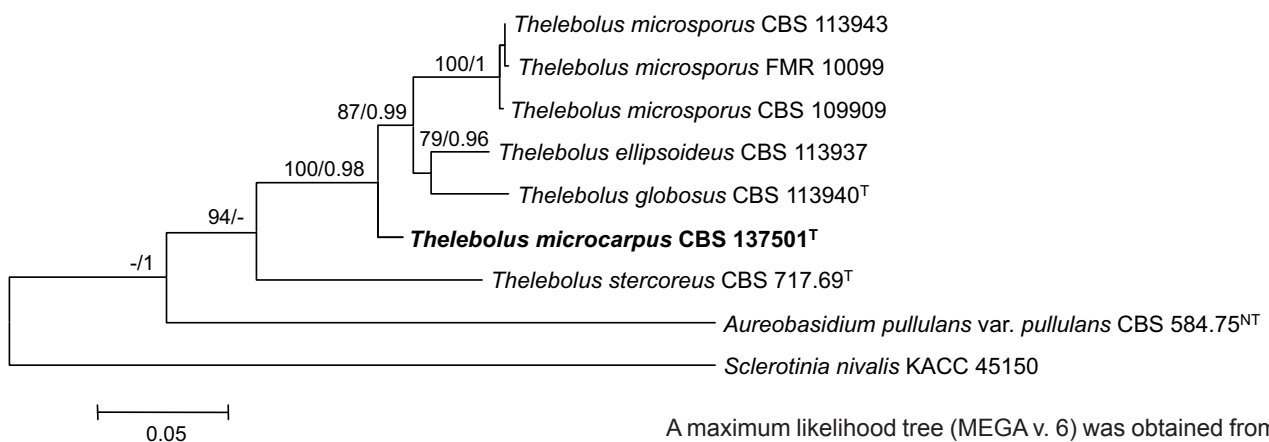 Thelebolus microsporus CBS 113943
100/1
Thelebolus microsporus FMR 10099
87/0.99
Thelebolus microsporus CBS 109909
79/0.96
Thelebolus ellipsoideus CBS 113937
100/0.98
Thelebolus globosus CBS 113940ᵀ
94/-
Thelebolus microcarpus CBS 137501ᵀ
-/1
Thelebolus stercoreus CBS 717.69ᵀ
Aureobasidium pullulans var. pullulans CBS 584.75ᴺᵀ
Sclerotinia nivalis KACC 45150
0.05
A maximum likelihood tree (MEGA v. 6) was obtained from